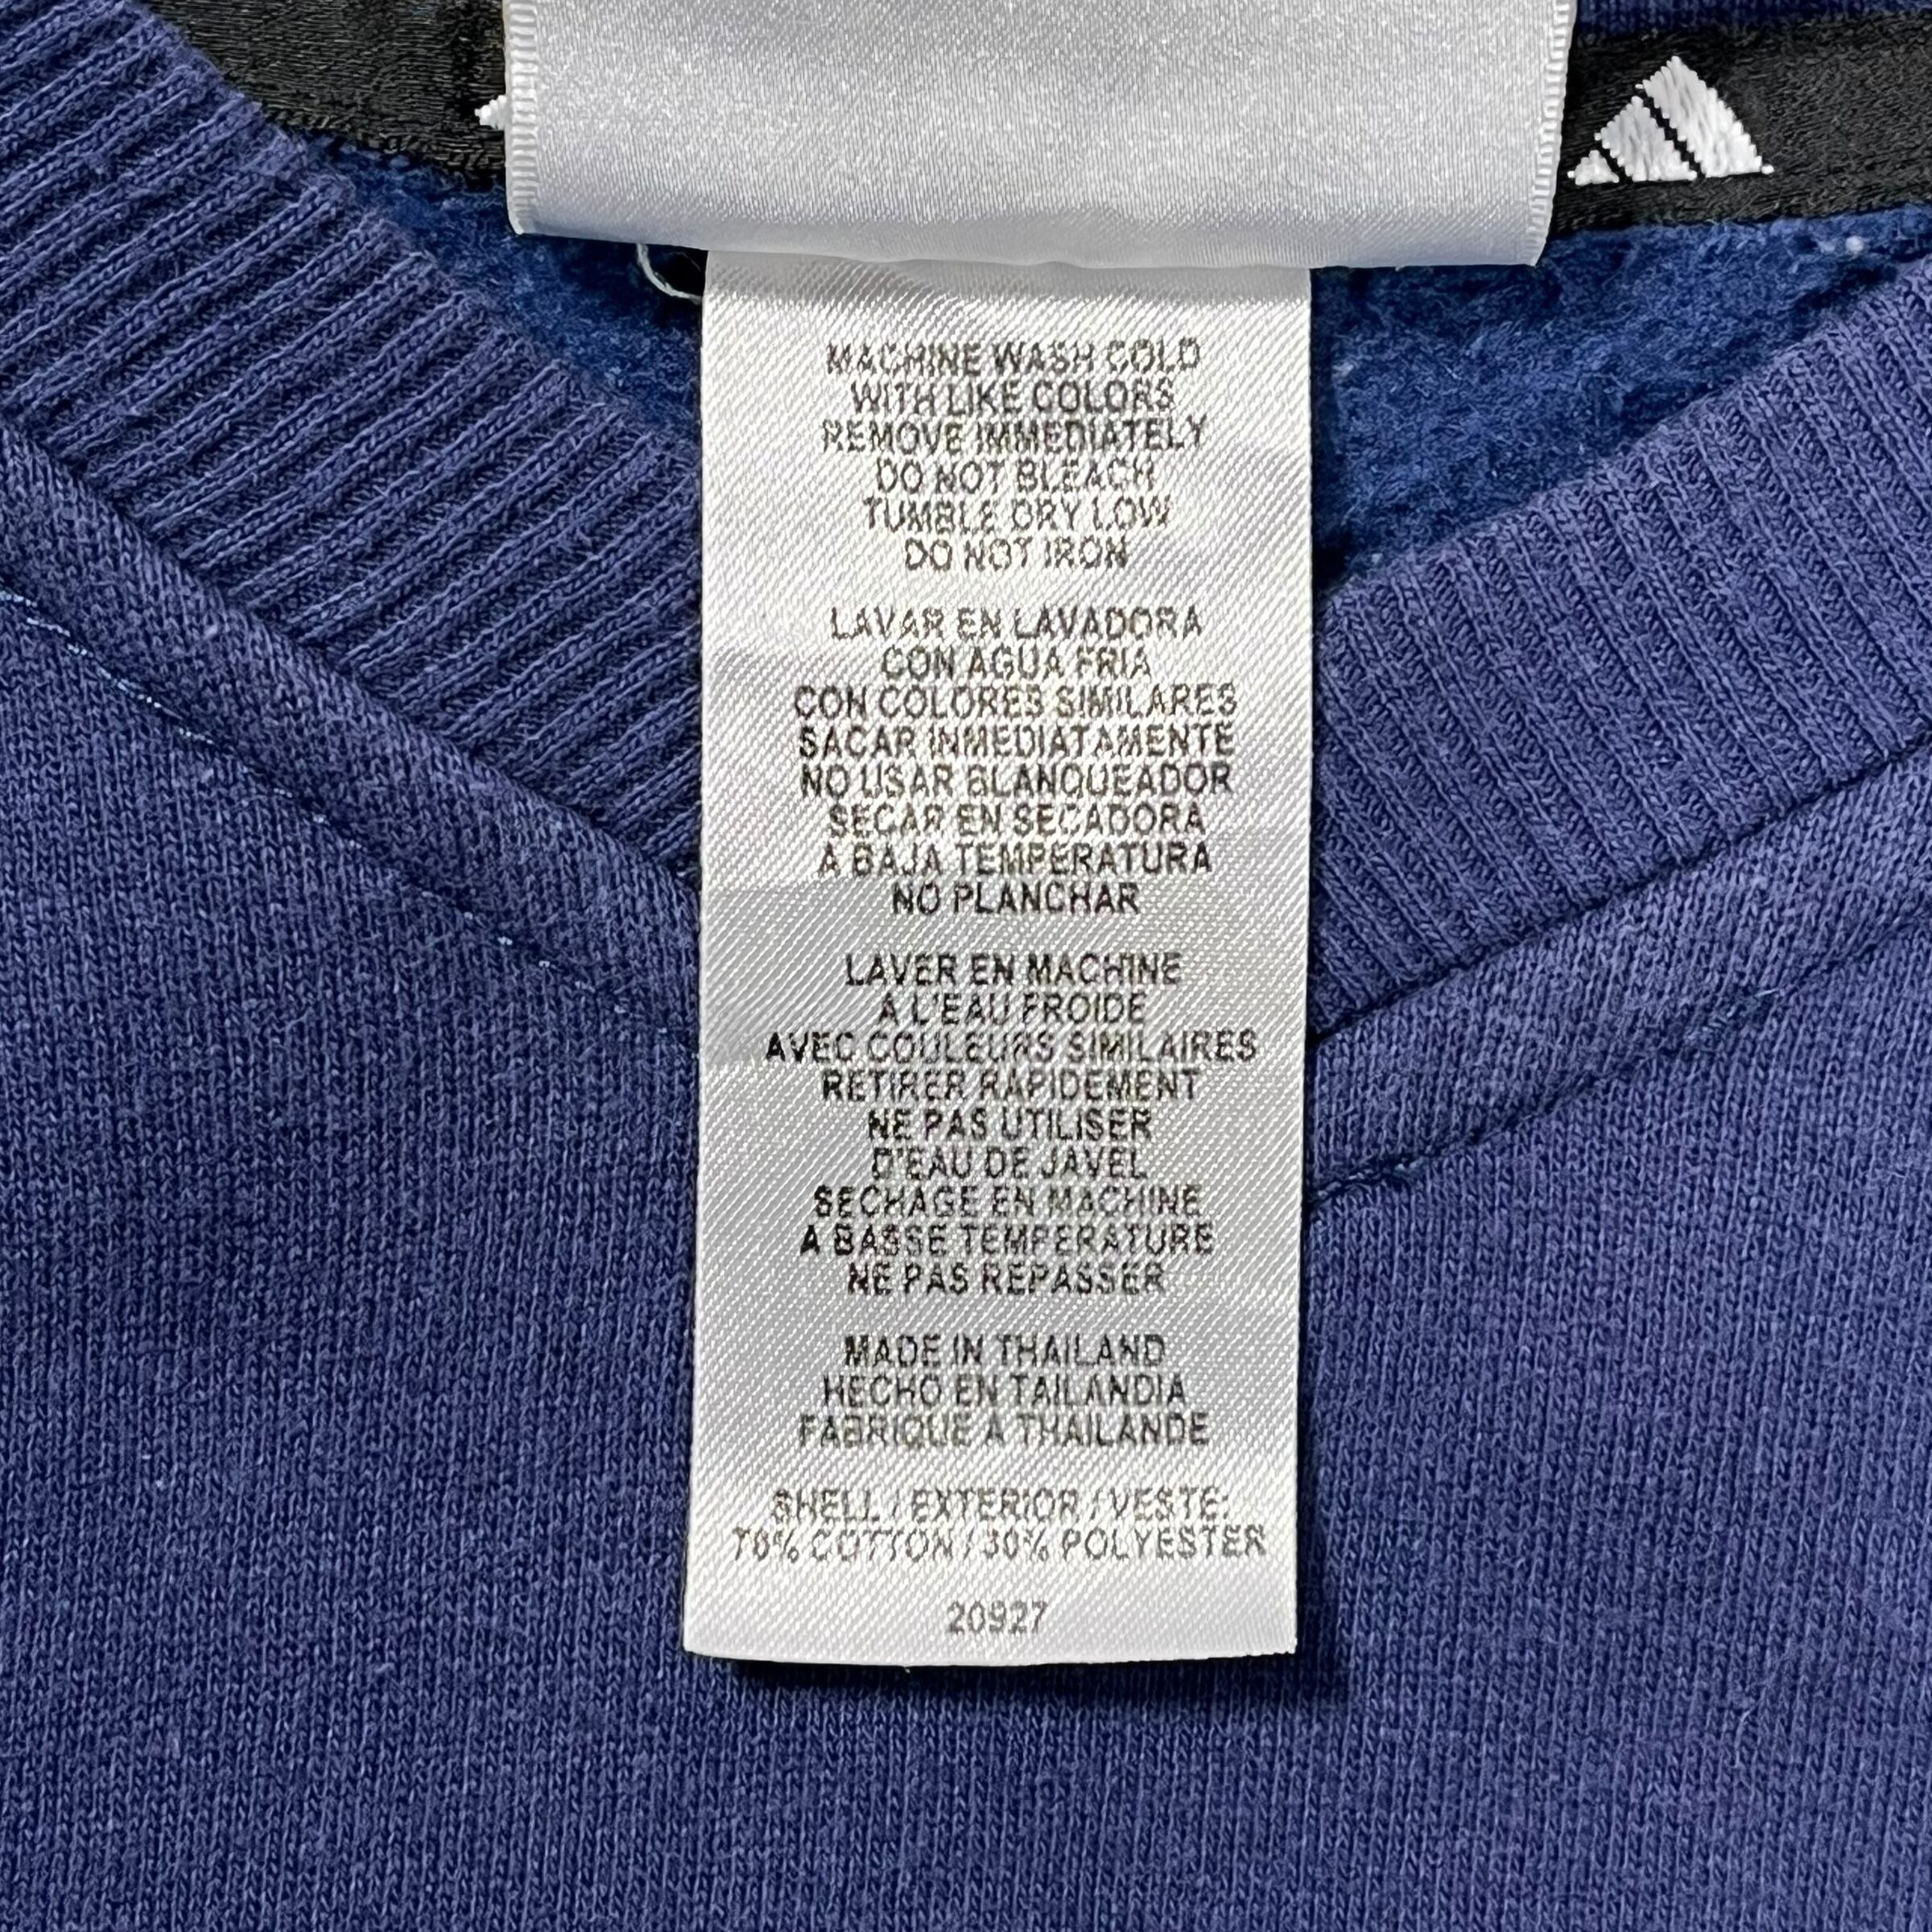 MACHINE WASH COLD
WITH LIKE COLORS
REMOVE IMMEDIATELY
DO NOT BLEACH
TUMBLE DRY LOW
DO NOT IRON
LAVAR EN LAVADORA
CON AGUA FRIA
CON COLORES SIMILARES
SACAR INMEDIATAMENTE
NO USAR BLANQUEADOR
SECAR EN SECADORA
A BAJA TEMPERATURA
NO PLANCHAR
LAVER EN MACHINE
A L'EAU FROIDE
AVEC COULEURS SIMILAIRES
RETIRER RAPIDEMENT
NE PAS UTILISER
D'EAU DE JAVEL
SECHAGE EN MACHINE
A BASSE TEMPERATURE
NE PAS REPASSER
MADE IN THAILAND
HECHO EN TAILANDIA
FABRIQUE A THAILANDE
SHELL / EXTERIOR / VESTE:
70% COTTON / 30% POLYESTER
20927